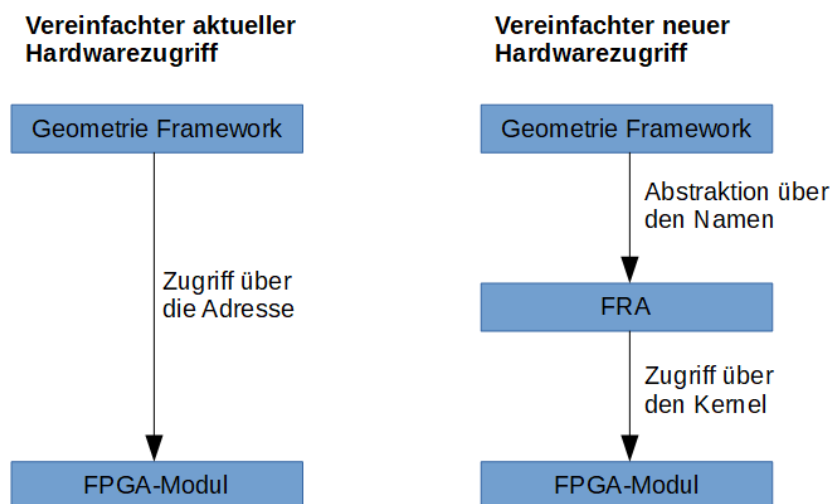 Vereinfachter aktueller
Hardwarezugriff
Geometrie Framework
Zugriff über
die Adresse
FPGA-Modul
Vereinfachter neuer
Hardwarezugriff
Geometrie Framework
Abstraktion über
den Namen
FRA
Zugriff über
den Kernel
FPGA-Modul